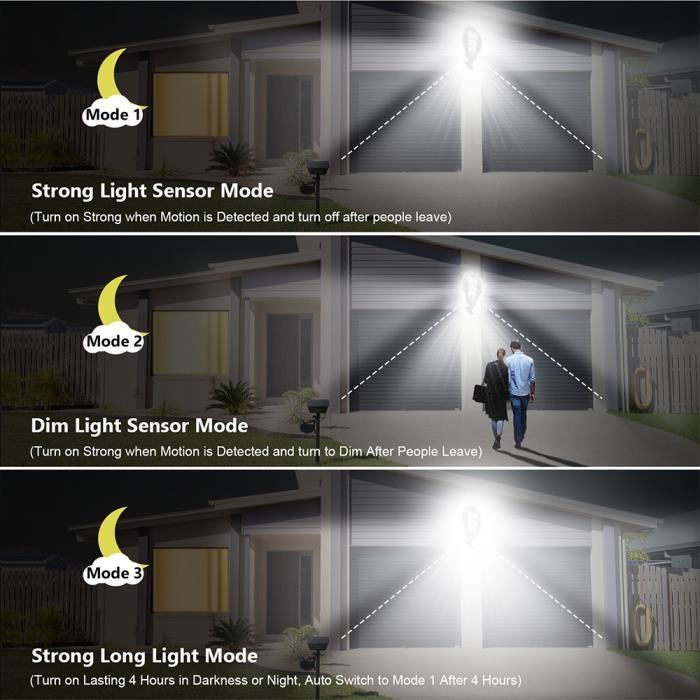 Mode 1
Strong Light Sensor Mode
(Turn on Strong when Motion is Detected and turn off after people leave)
Mode 2
Dim Light Sensor Mode
(Turn on Strong when Motion is Detected and turn to Dim After People Leave)
Mode 3
Strong Long Light Mode
(Turn on Lasting 4 Hours in Darkness or Night, Auto Switch to Mode 1 After 4 Hours)